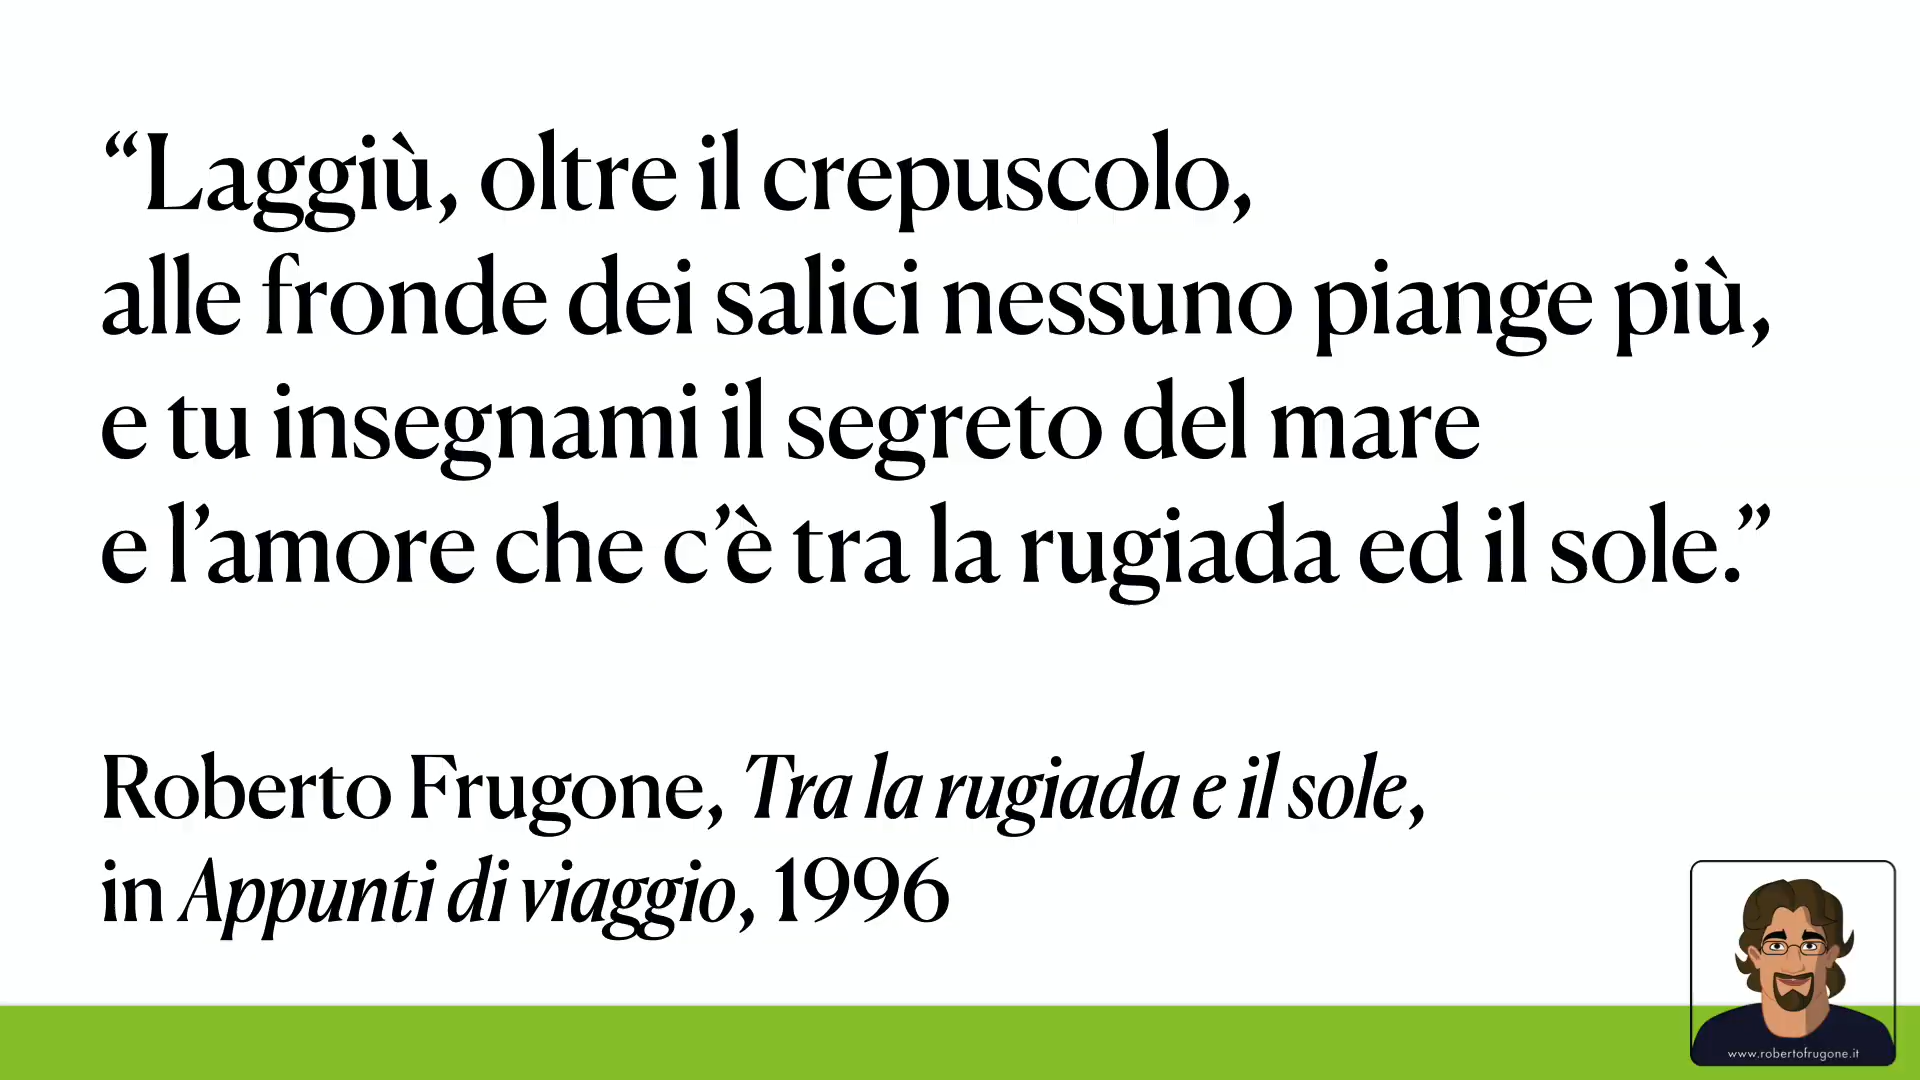 “Laggiù, oltre il crepuscolo,
alle fronde dei salici nessuno piange più,
e tu insegnami il segreto del mare
e l’amore che c’è tra la rugiada ed il sole.”
Roberto Frugone, Tra la rugiada e il sole,
in Appunti di viaggio, 1996
www.robertofrugone.it